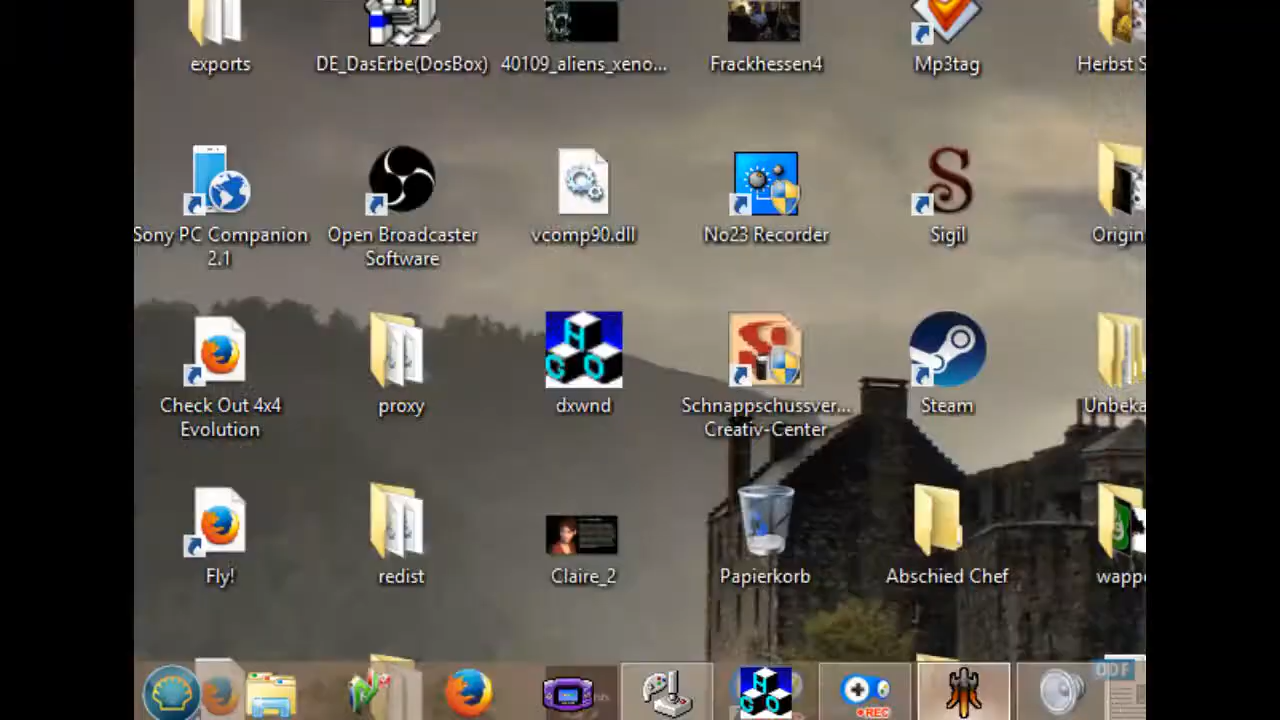 exports
DE_DasErbe(DosBox)
40109_aliens_xeno...
Frackhessen4
Mp3tag
Herbst S
Sony PC Companion
2.1
Open Broadcaster
Software
vcomp90.dll
No23 Recorder
Sigil
Origin
Check Out 4x4
Evolution
proxy
dxwnd
Schnappschussver...
Creativ-Center
Steam
Unbeka
Fly!
redist
Claire_2
Papierkorb
Abschied Chef
wapp
REC
ODF